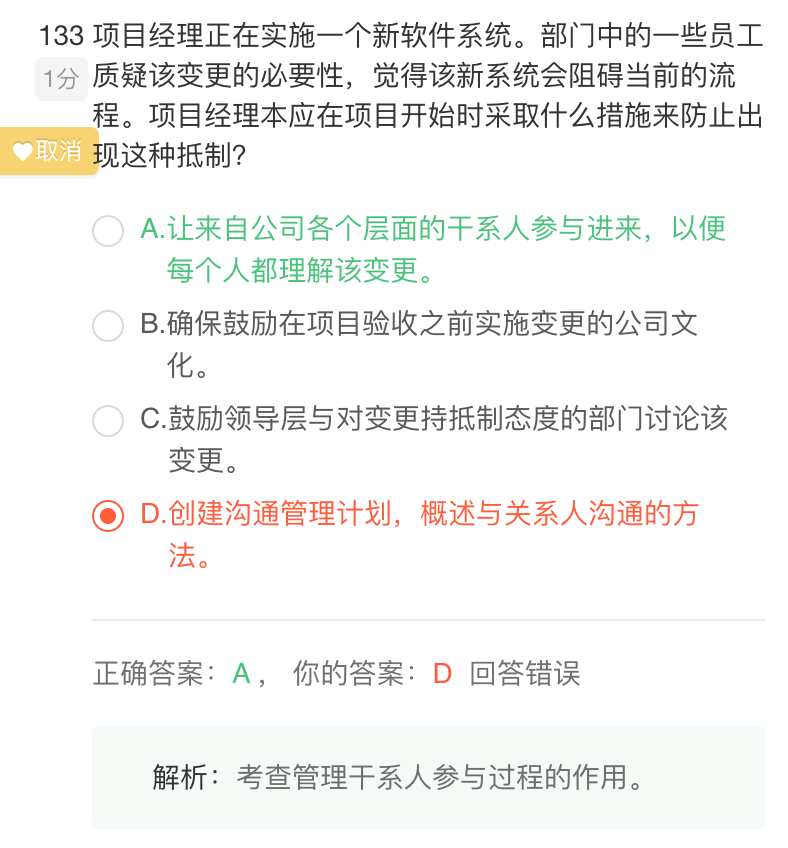 133 项目经理正在实施一个新软件系统。部门中的一些员工
1分 质疑该变更的必要性，觉得该新系统会阻碍当前的流
程。项目经理本应在项目开始时采取什么措施来防止出
取消 现这种抵制?
A.让来自公司各个层面的干系人参与进来，以便
每个人都理解该变更。
B.确保鼓励在项目验收之前实施变更的公司文
化。
C.鼓励领导层与对变更持抵制态度的部门讨论该
变更。
D.创建沟通管理计划，概述与关系人沟通的方
法。
正确答案：A， 你的答案：D 回答错误
解析：考查管理干系人参与过程的作用。